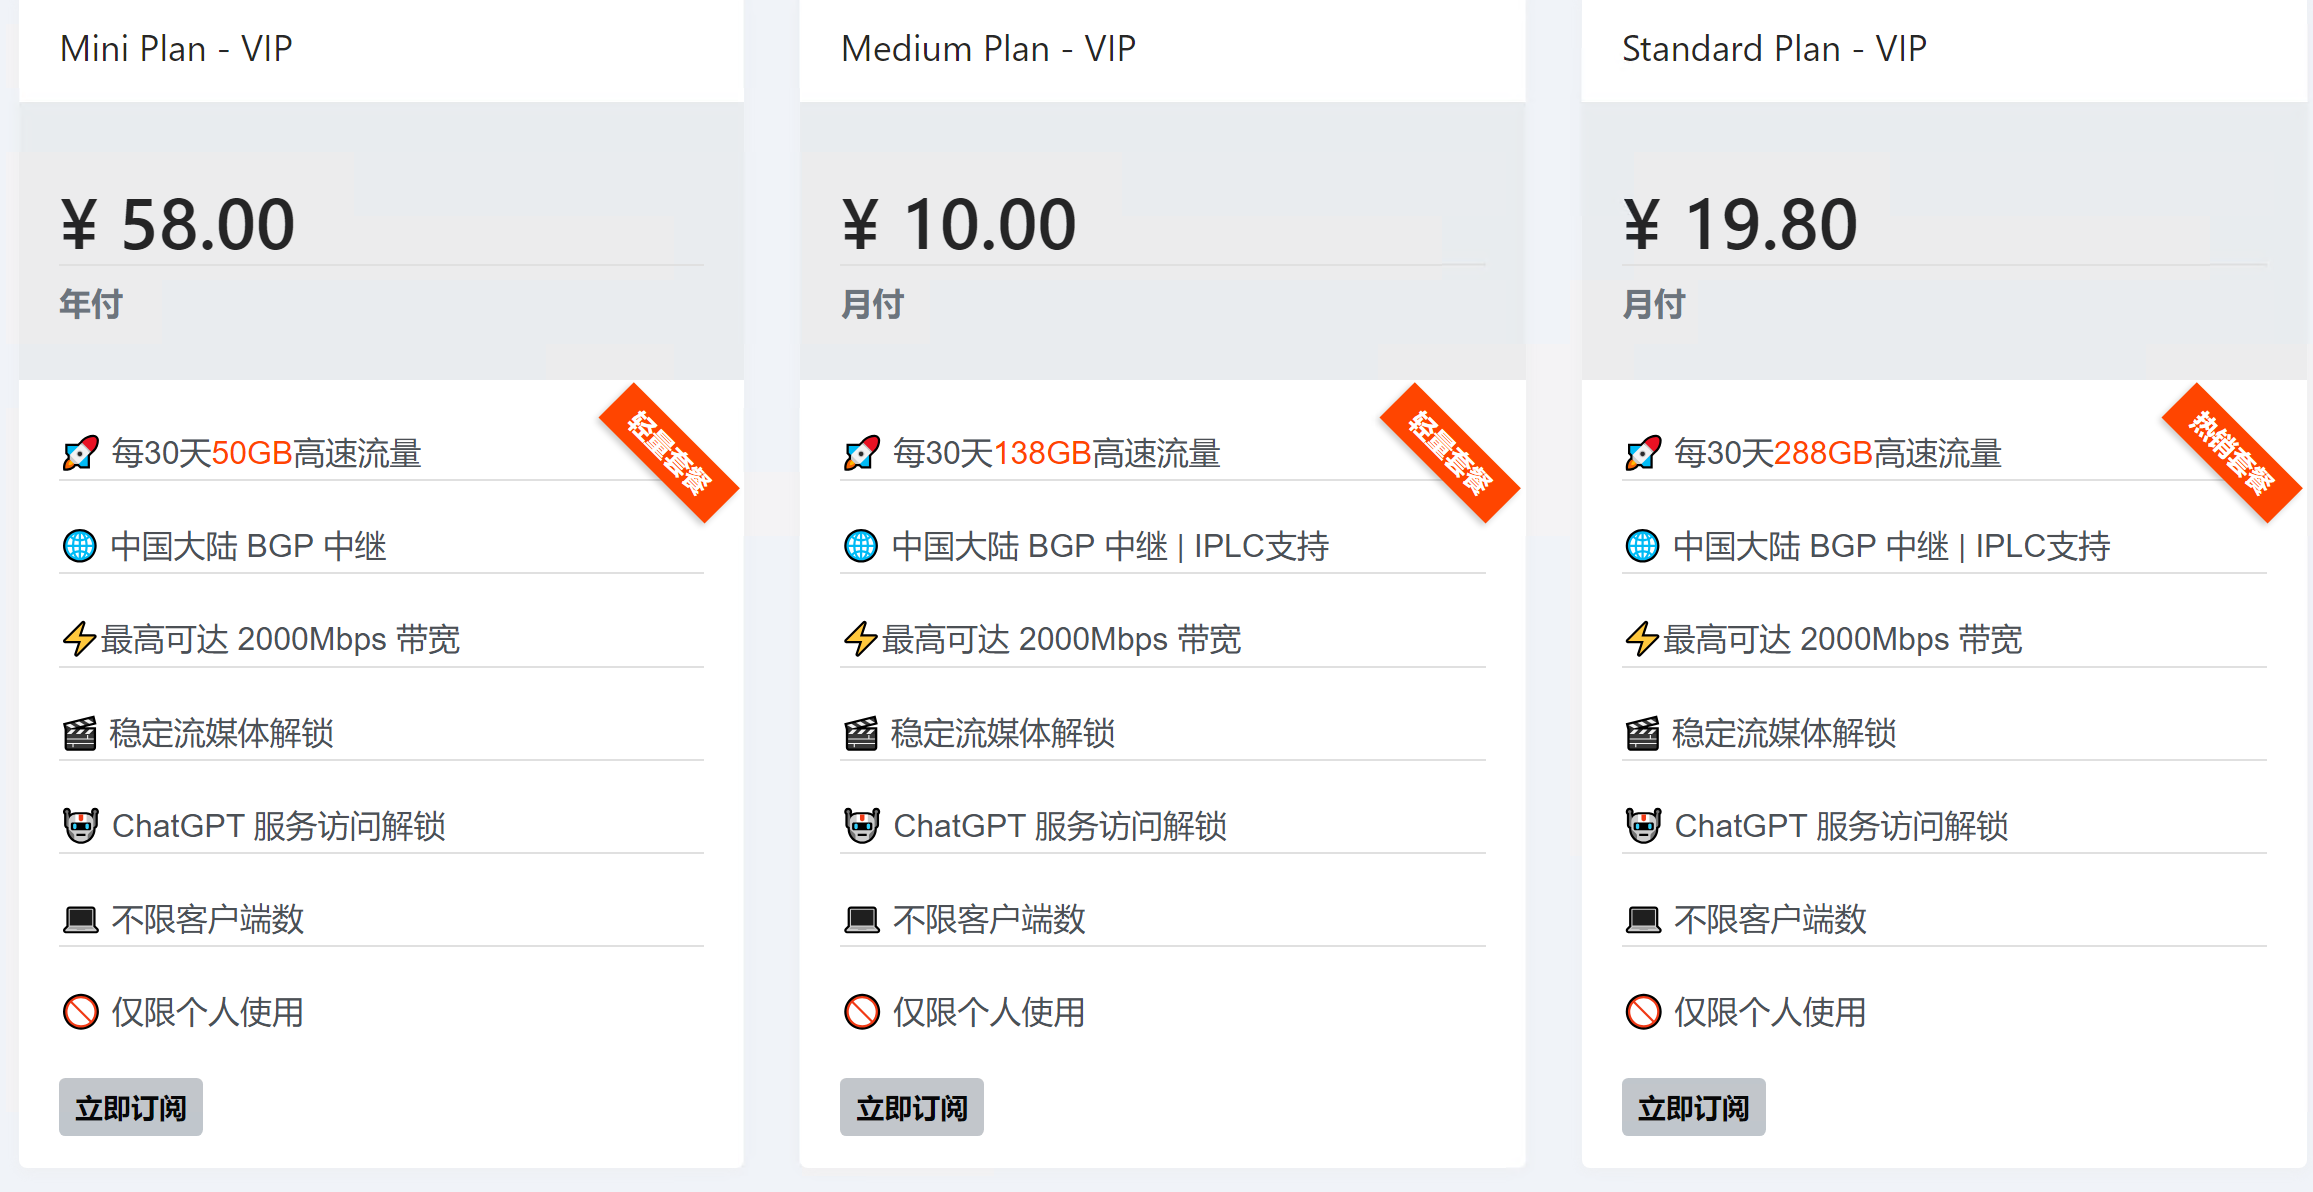 Mini Plan - VIP
¥ 58.00
年付
轻量套餐
每30天50GB高速流量
中国大陆 BGP 中继
最高可达 2000Mbps 带宽
稳定流媒体解锁
ChatGPT 服务访问解锁
不限客户端数
仅限个人使用
立即订阅
Medium Plan - VIP
¥ 10.00
月付
轻量套餐
每30天138GB高速流量
中国大陆 BGP 中继 | IPLC支持
最高可达 2000Mbps 带宽
稳定流媒体解锁
ChatGPT 服务访问解锁
不限客户端数
仅限个人使用
立即订阅
Standard Plan - VIP
¥ 19.80
月付
热销套餐
每30天288GB高速流量
中国大陆 BGP 中继 | IPLC支持
最高可达 2000Mbps 带宽
稳定流媒体解锁
ChatGPT 服务访问解锁
不限客户端数
仅限个人使用
立即订阅